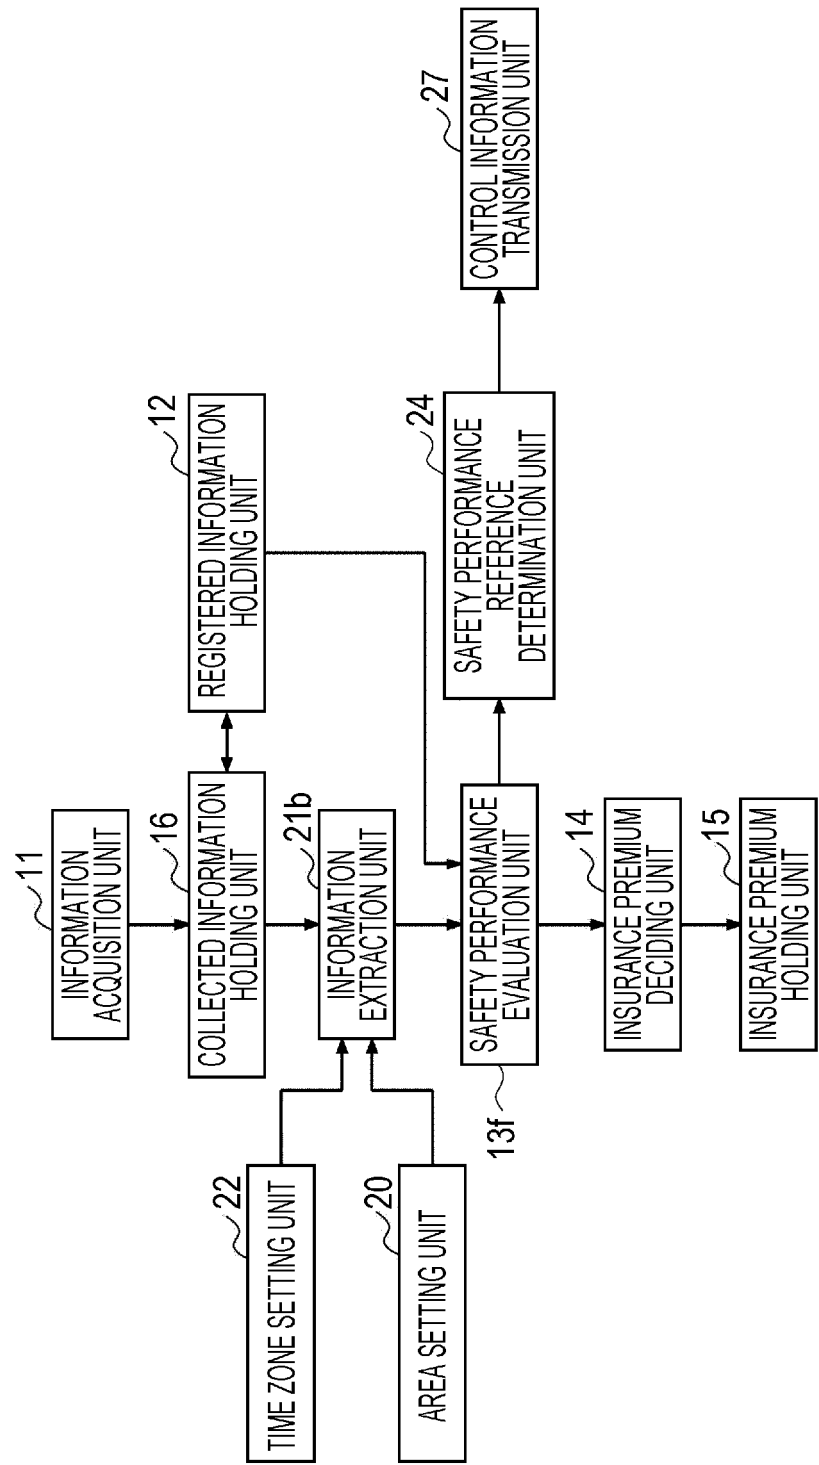 11
INFORMATION
ACQUISITION UNIT
16
COLLECTED INFORMATION
HOLDING UNIT
12
REGISTERED INFORMATION
HOLDING UNIT
22
TIME ZONE SETTING UNIT
21b
INFORMATION
EXTRACTION UNIT
20
AREA SETTING UNIT
13f
SAFETY PERFORMANCE
EVALUATION UNIT
24
SAFETY PERFORMANCE
REFERENCE
DETERMINATION UNIT
27
CONTROL INFORMATION
TRANSMISSION UNIT
14
INSURANCE PREMIUM
DECIDING UNIT
15
INSURANCE PREMIUM
HOLDING UNIT